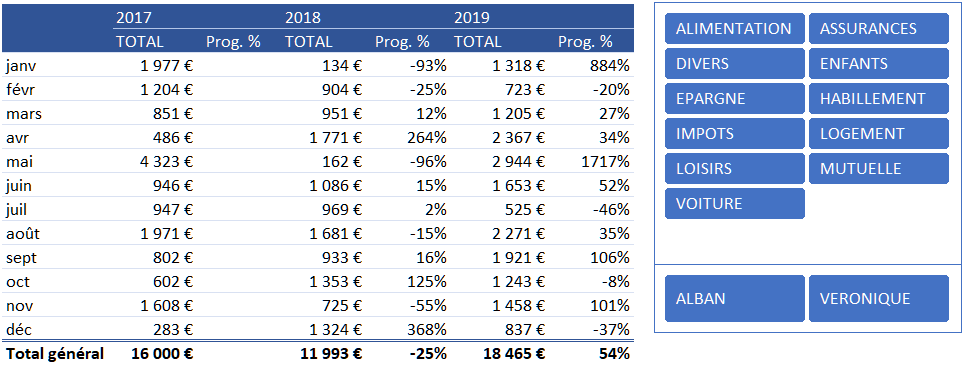 2017 2018 2019
TOTAL Prog. % TOTAL Prog. % TOTAL Prog. %
janv 1 977 € 134 € -93% 1 318 € 884%
févr 1 204 € 904 € -25% 723 € -20%
mars 851 € 951 € 12% 1 205 € 27%
avr 486 € 1 771 € 264% 2 367 € 34%
mai 4 323 € 162 € -96% 2 944 € 1717%
juin 946 € 1 086 € 15% 1 653 € 52%
juil 947 € 969 € 2% 525 € -46%
août 1 971 € 1 681 € -15% 2 271 € 35%
sept 802 € 933 € 16% 1 921 € 106%
oct 602 € 1 353 € 125% 1 243 € -8%
nov 1 608 € 725 € -55% 1 458 € 101%
déc 283 € 1 324 € 368% 837 € -37%
Total général 16 000 € 11 993 € -25% 18 465 € 54%
ALIMENTATION ASSURANCES
DIVERS ENFANTS
EPARGNE HABILLEMENT
IMPOTS LOGEMENT
LOISIRS MUTUELLE
VOITURE
ALBAN VERONIQUE